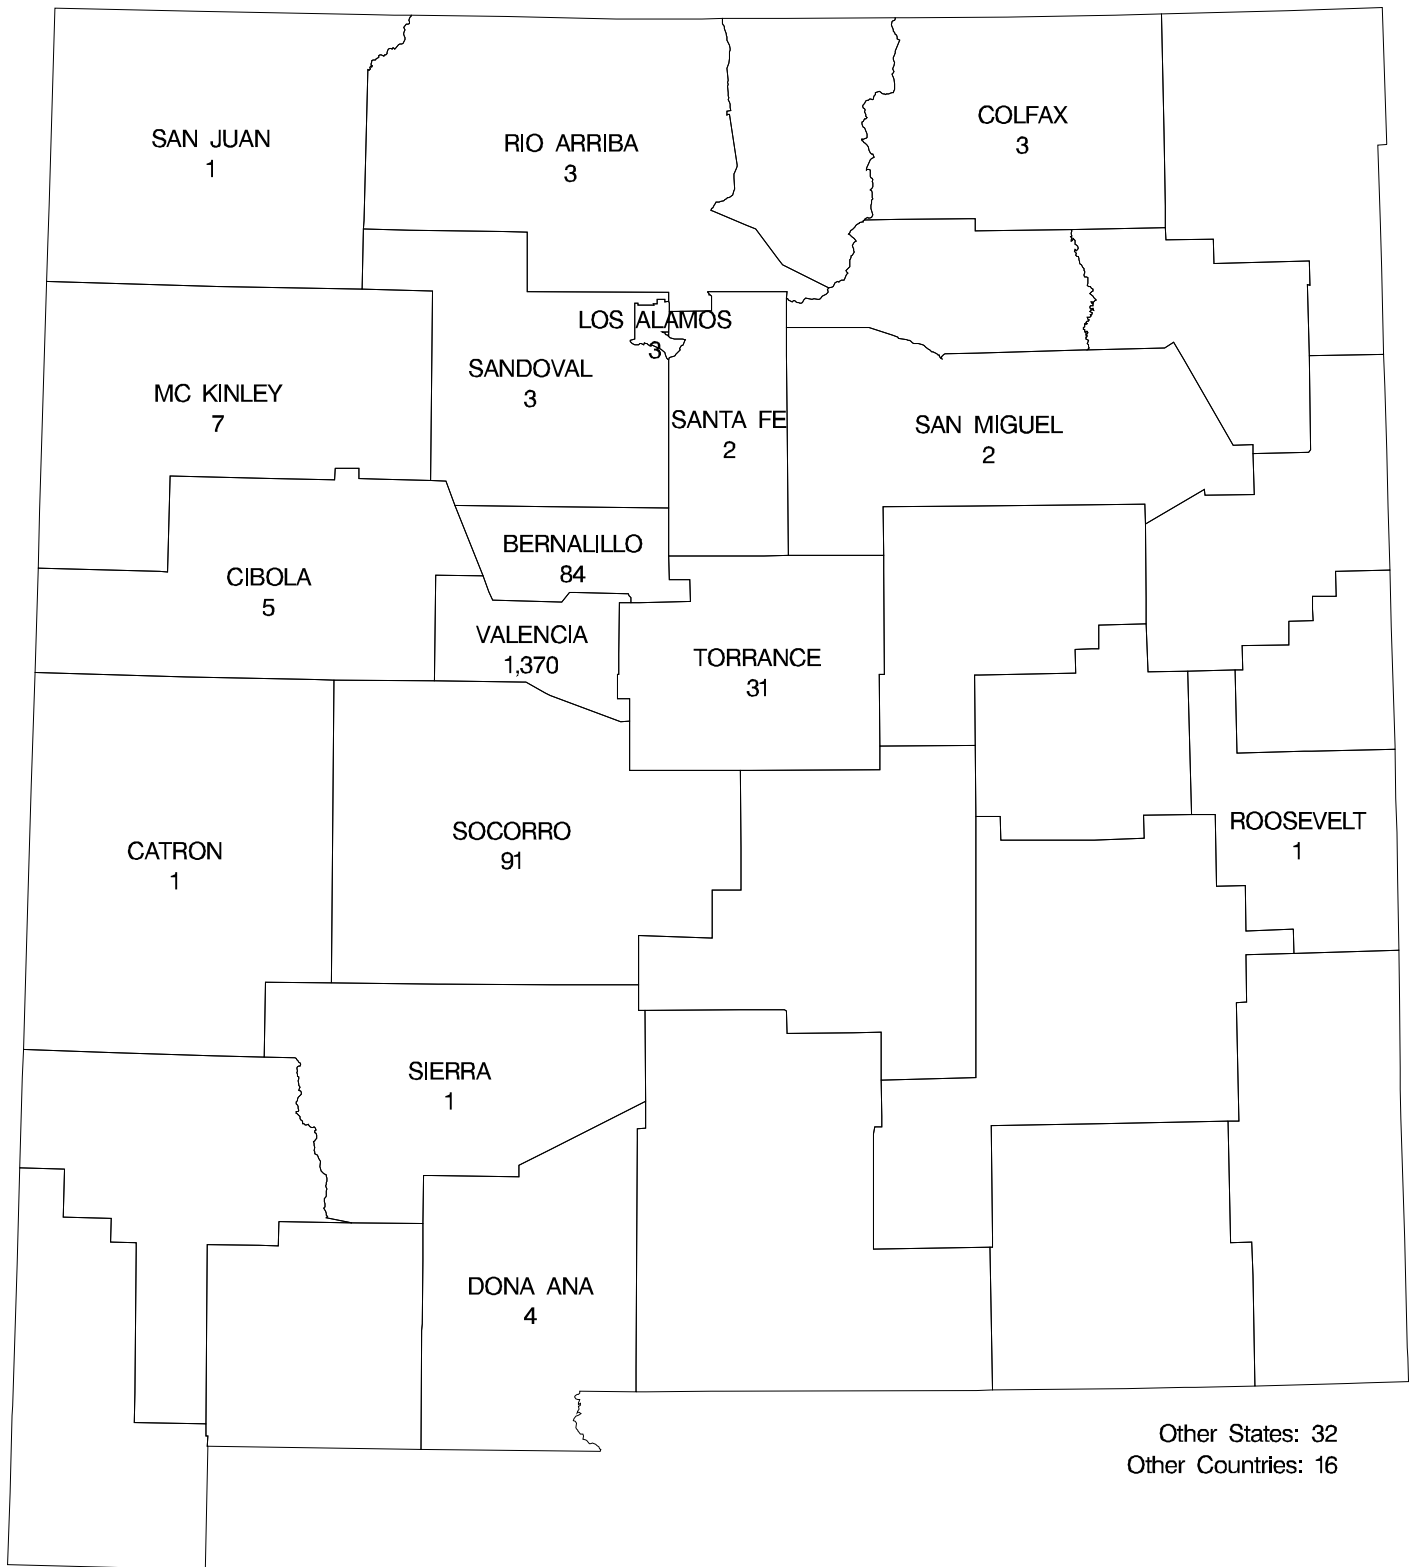 COLFAX
3
SAN JUAN
1
RIO ARRIBA
3
LOS ALAMOS
3
SANDOVAL
3
MC KINLEY
7
SANTA FE
2
SAN MIGUEL
2
BERNALILLO
84
CIBOLA
5
VALENCIA
1,370
TORRANCE
31
ROOSEVELT
1
SOCORRO
91
CATRON
1
SIERRA
1
DONA ANA
4
Other States: 32
Other Countries: 16